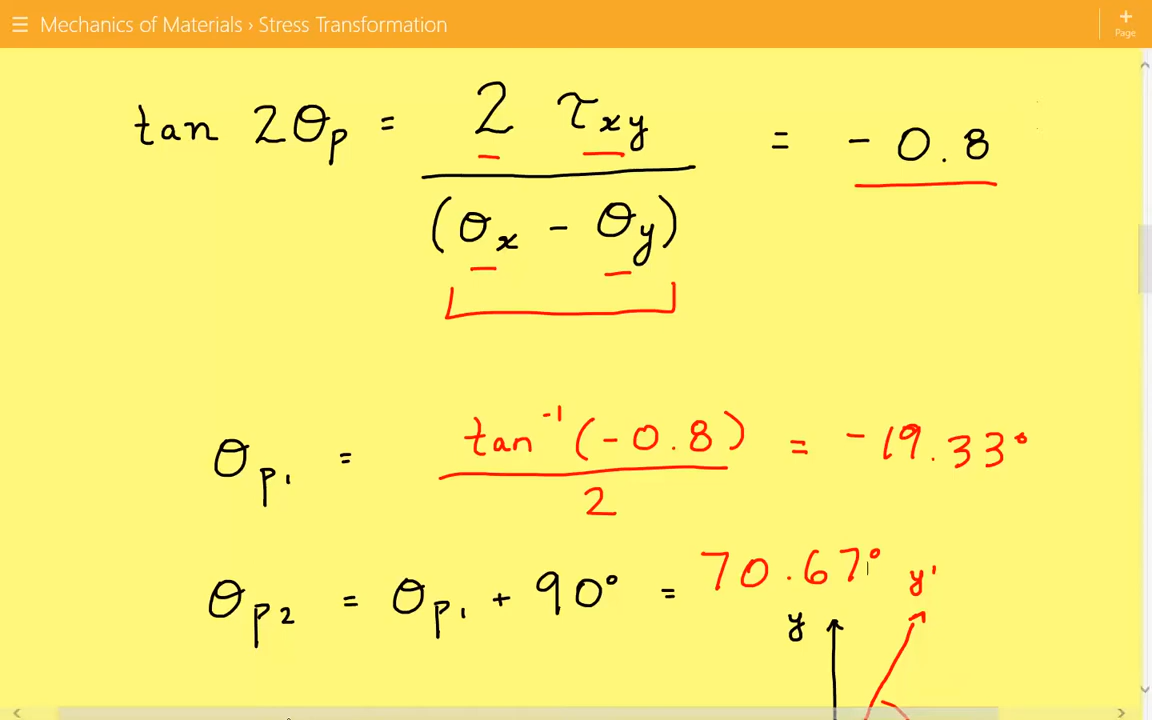 Mechanics of Materials › Stress Transformation
Page
tan 2θp = 2 τxy / (σx - σy) = - 0.8
θp1 = tan⁻¹(-0.8) / 2 = -19.33°
θp2 = θp1 + 90° = 70.67°
y'
y